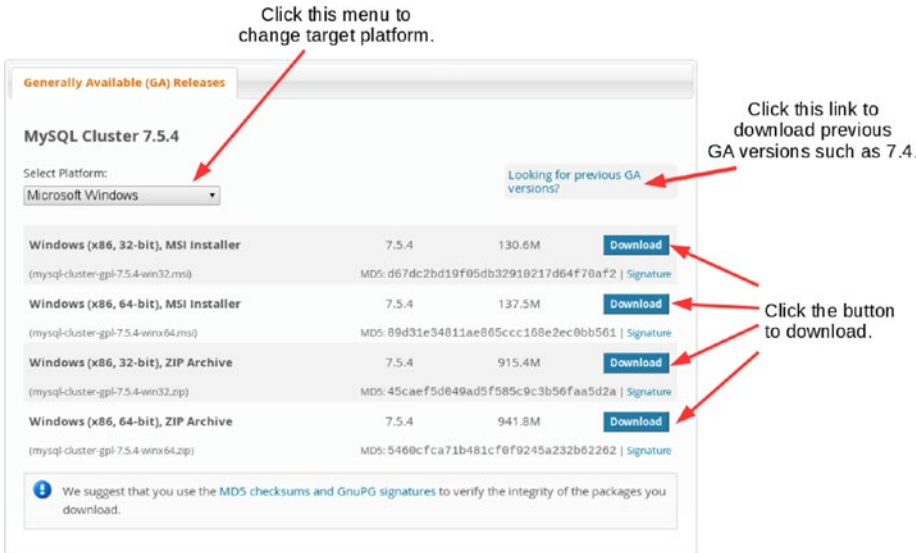 Click this menu to
change target platform.
Generally Available (GA) Releases
MySQL Cluster 7.5.4
Click this link to
download previous
GA versions such as 7.4.
Select Platform:
Microsoft Windows
Looking for previous GA
versions?
Windows (x86, 32-bit), MSI Installer 7.5.4 130.6M Download
(mysql-cluster-gpl-7.5.4-win32.msi) MD5: d67dc2bd19f05db32910217d64f70af2 | Signature
Windows (x86, 64-bit), MSI Installer 7.5.4 137.5M Download
(mysql-cluster-gpl-7.5.4-winx64.msi) MD5: 89d31e34811ae865ccc168e2ec0bb561 | Signature
Click the button
to download.
Windows (x86, 32-bit), ZIP Archive 7.5.4 915.4M Download
(mysql-cluster-gpl-7.5.4-win32.zip) MD5: 45caef5d049ad5f585c9c3b56faa5d2a | Signature
Windows (x86, 64-bit), ZIP Archive 7.5.4 941.8M Download
(mysql-cluster-gpl-7.5.4-winx64.zip) MD5: 5460cfca71b481cf0f9245a232b62262 | Signature
We suggest that you use the MD5 checksums and GnuPG signatures to verify the integrity of the packages you
download.